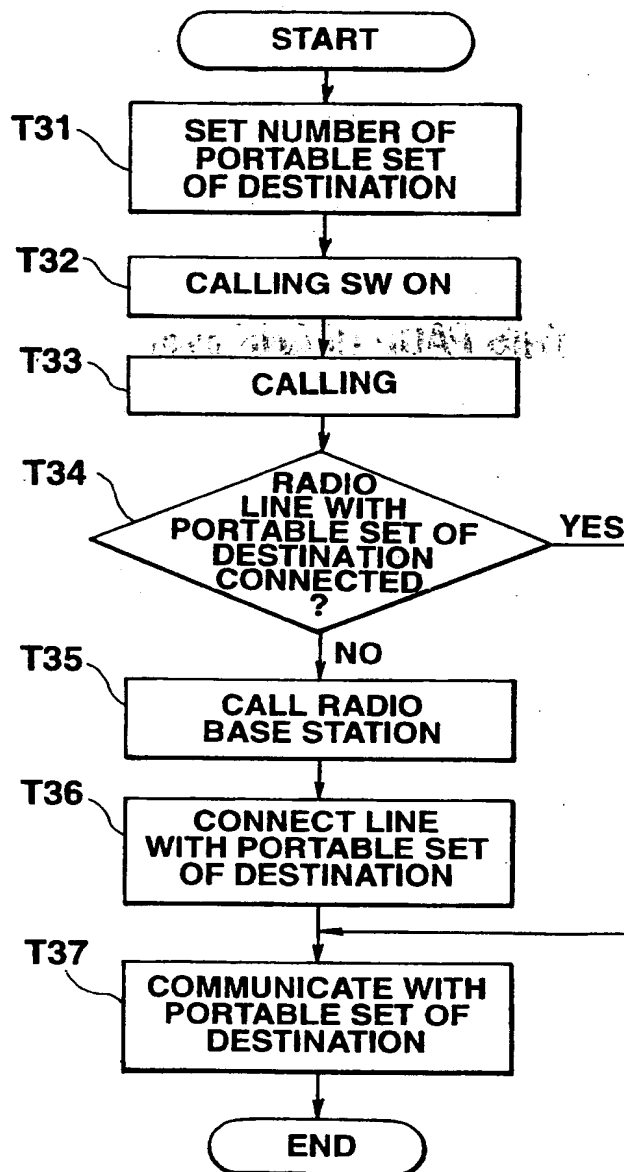 START
T31
SET NUMBER OF
PORTABLE SET
OF DESTINATION
T32
CALLING SW ON
T33
CALLING
T34
RADIO
LINE WITH
PORTABLE SET OF
DESTINATION
CONNECTED
?
YES
NO
T35
CALL RADIO
BASE STATION
T36
CONNECT LINE
WITH PORTABLE SET
OF DESTINATION
T37
COMMUNICATE WITH
PORTABLE SET OF
DESTINATION
END